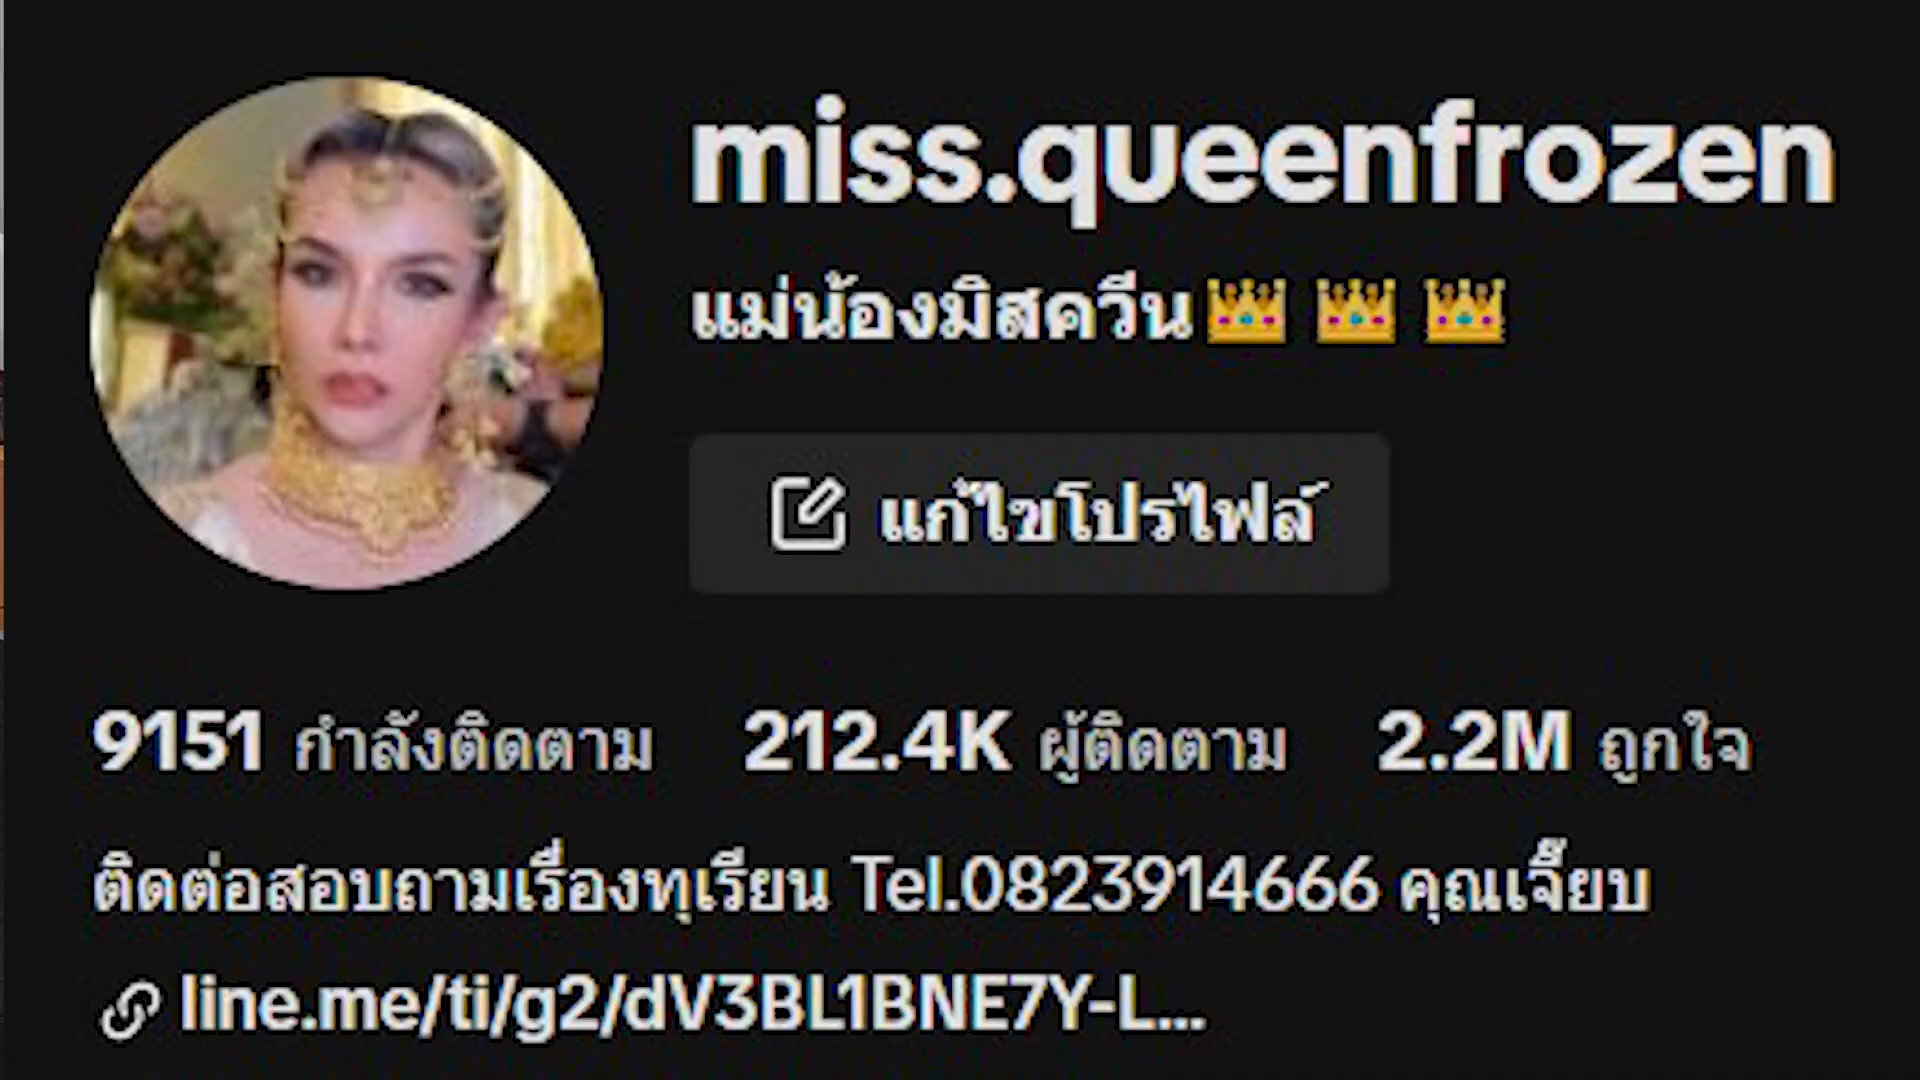 miss.queenfrozen
แม่น้องมิสควีน👑 👑 👑
แก้ไขโปรไฟล์
9151 กำลังติดตาม 212.4K ผู้ติดตาม 2.2M ถูกใจ
ติดต่อสอบถามเรื่องทุเรียน Tel.0823914666 คุณเจี๊ยบ
line.me/ti/g2/dV3BL1BNE7Y-L...